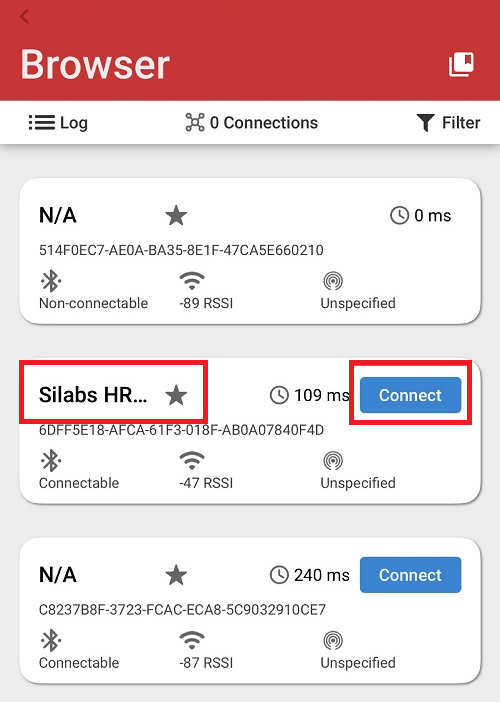 Browser
Log 0 Connections Filter
N/A 0 ms
514F0EC7-AE0A-BA35-8E1F-47CA5E660210
Non-connectable -89 RSSI Unspecified
Silabs HR... 109 ms Connect
6DFF5E18-AFCA-61F3-018F-AB0A07840F4D
Connectable -47 RSSI Unspecified
N/A 240 ms Connect
C8237B8F-3723-FCAC-ECA8-5C9032910CE7
Connectable -87 RSSI Unspecified